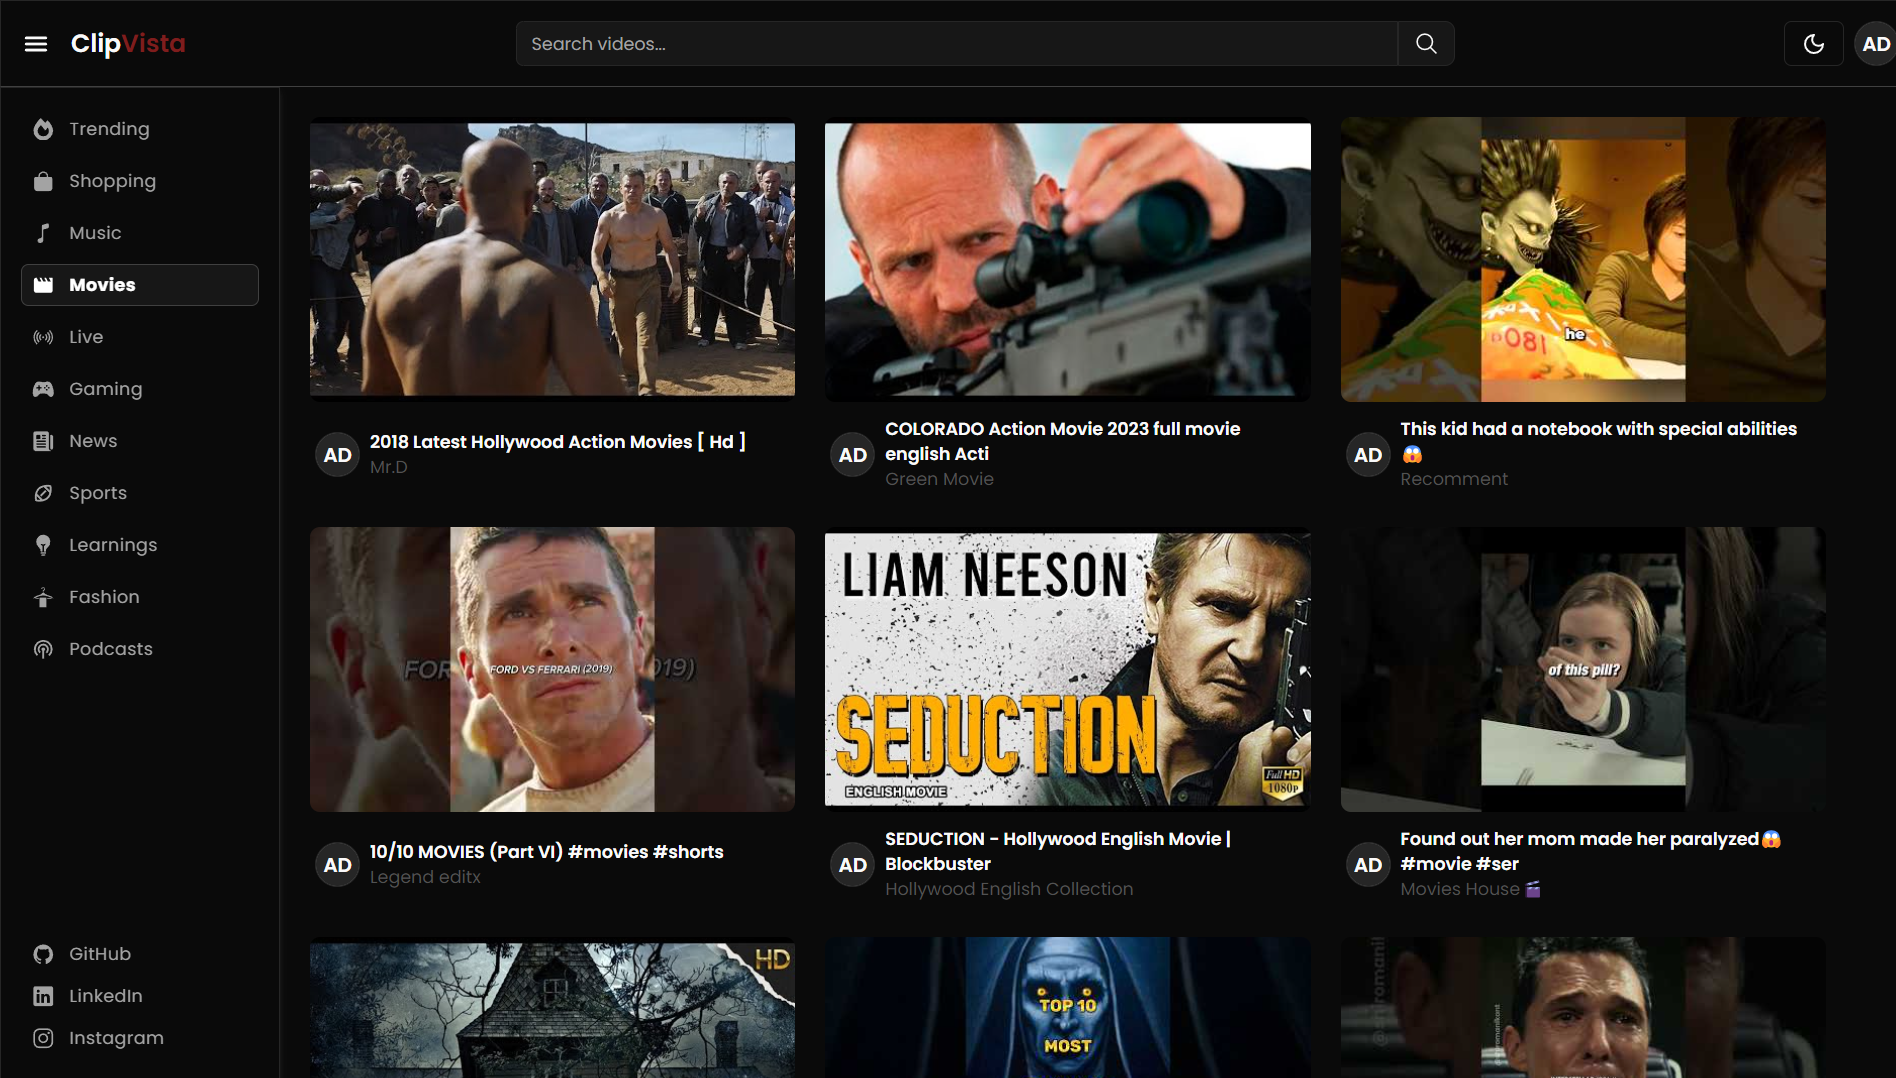 ClipVista
Search videos...
AD
Trending
Shopping
Music
Movies
Live
Gaming
News
Sports
Learnings
Fashion
Podcasts
GitHub
LinkedIn
Instagram
he
AD
2018 Latest Hollywood Action Movies [ Hd ]
Mr.D
AD
COLORADO Action Movie 2023 full movie
english Acti
Green Movie
AD
This kid had a notebook with special abilities
😱
Recomment
FORD VS FERRARI (2019)
LIAM NEESON
SEDUCTION
ENGLISH MOVIE
Full HD
1080p
of this pill?
AD
10/10 MOVIES (Part VI) #movies #shorts
Legend editx
AD
SEDUCTION - Hollywood English Movie |
Blockbuster
Hollywood English Collection
AD
Found out her mom made her paralyzed😱
#movie #ser
Movies House 🎬
HD
TOP 10
MOST